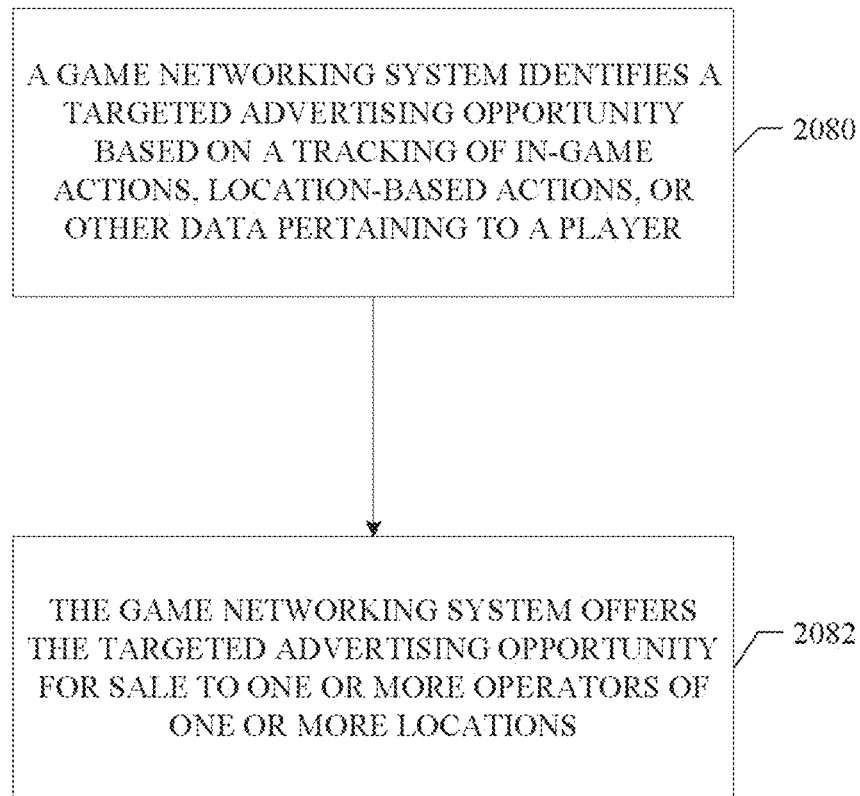 A GAME NETWORKING SYSTEM IDENTIFIES A
TARGETED ADVERTISING OPPORTUNITY
BASED ON A TRACKING OF IN-GAME
ACTIONS, LOCATION-BASED ACTIONS, OR
OTHER DATA PERTAINING TO A PLAYER
2080
THE GAME NETWORKING SYSTEM OFFERS
THE TARGETED ADVERTISING OPPORTUNITY
FOR SALE TO ONE OR MORE OPERATORS OF
ONE OR MORE LOCATIONS
2082